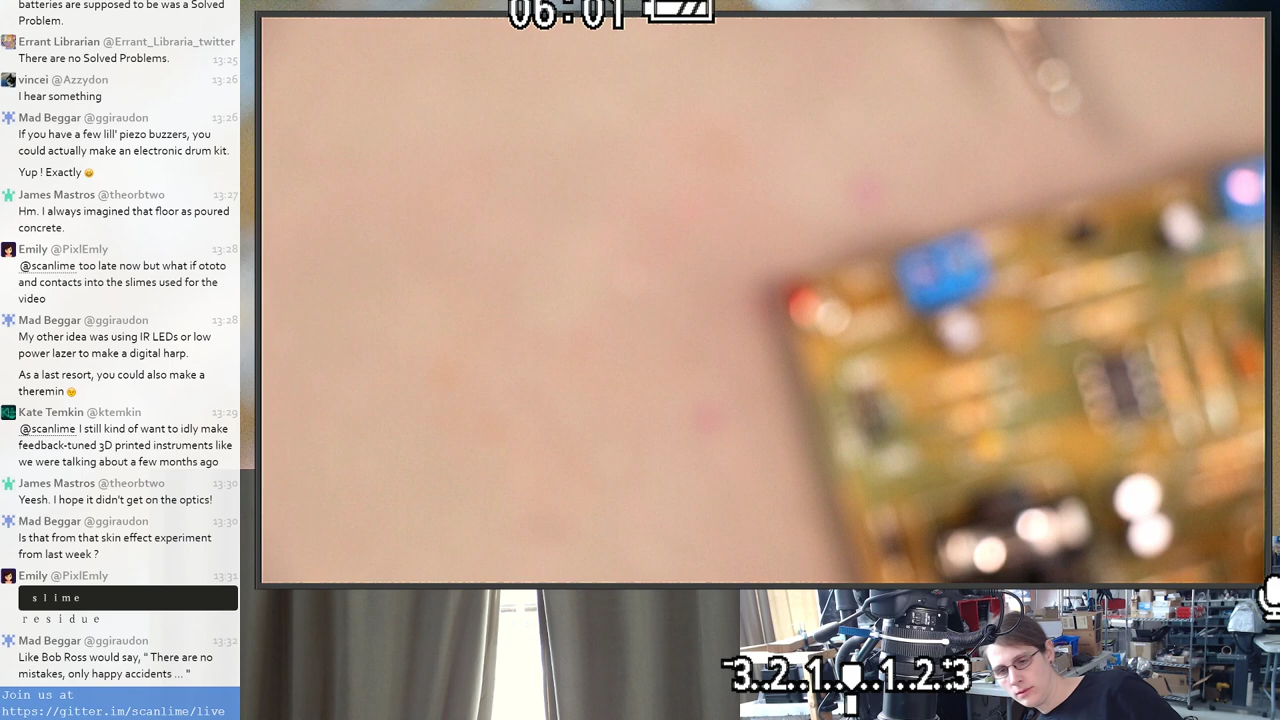 batteries are supposed to be was a Solved
Problem.
Errant Librarian @Errant_Libraria_twitter
There are no Solved Problems. 13:25
vincei @Azzydon 13:26
I hear something
Mad Beggar @ggiraudon 13:26
If you have a few lill' piezo buzzers, you
could actually make an electronic drum kit.
Yup ! Exactly
James Mastros @theorbtwo 13:27
Hm. I always imagined that floor as poured
concrete.
Emily @PixlEmly 13:28
@scanlime too late now but what if ototo
and contacts into the slimes used for the
video
Mad Beggar @ggiraudon 13:28
My other idea was using IR LEDs or low
power lazer to make a digital harp.
As a last resort, you could also make a
theremin
Kate Temkin @ktemkin 13:29
@scanlime I still kind of want to idly make
feedback-tuned 3D printed instruments like
we were talking about a few months ago
James Mastros @theorbtwo 13:30
Yeesh. I hope it didn't get on the optics!
Mad Beggar @ggiraudon 13:30
Is that from that skin effect experiment
from last week ?
Emily @PixlEmly 13:31
slime
residue
Mad Beggar @ggiraudon 13:32
Like Bob Ross would say, " There are no
mistakes, only happy accidents ... "
Join us at
https://gitter.im/scanlime/live
06:01
-3..2..1..0..1..2..+3